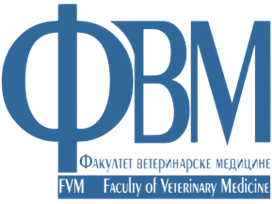 ФВМ
Факултет ветеринарске медицине
FVM Faculty of Veterinary Medicine